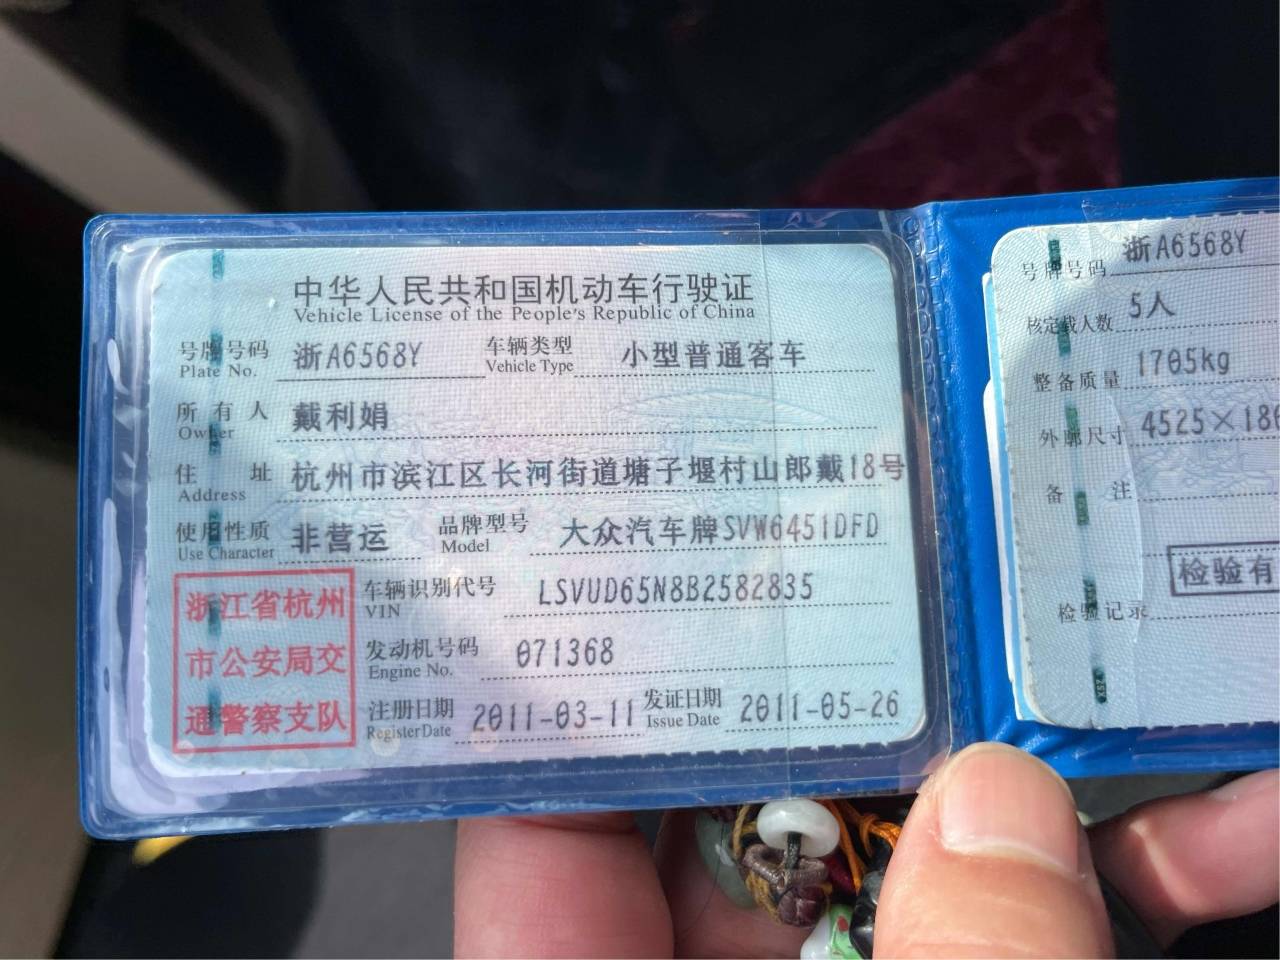 中华人民共和国机动车行驶证
Vehicle License of the People's Republic of China
号牌号码 浙A6568Y 车辆类型 小型普通客车
Plate No. Vehicle Type
所有人 戴利娟
Owner
住址 杭州市滨江区长河街道塘子堰村山郎戴18号
Address
使用性质 非营运 品牌型号 大众汽车牌SVW6451DFD
Use Character Model
浙江省杭州
市公安局交
通警察支队
车辆识别代号 LSVUD65N8B2582835
VIN
发动机号码 071368
Engine No.
注册日期 2011-03-11 发证日期 2011-05-26
Register Date Issue Date
号牌号码 浙A6568Y
核定载人数 5人
整备质量 1705kg
外廓尺寸 4525×18
备注
检验有
检验记录